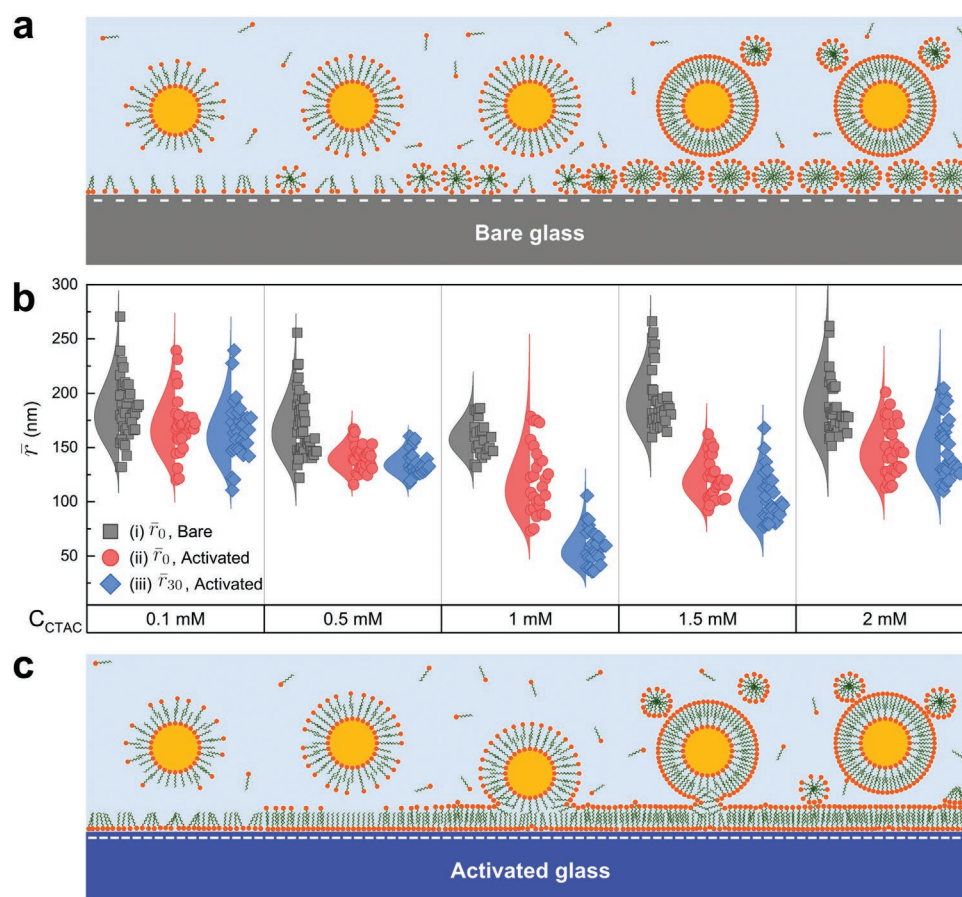 a
Bare glass
b
300
250
200
150
100
50
r̄ (nm)
(i) r̄₀, Bare
(ii) r̄₀, Activated
(iii) r̄₃₀, Activated
C_CTAC 0.1 mM 0.5 mM 1 mM 1.5 mM 2 mM
c
Activated glass